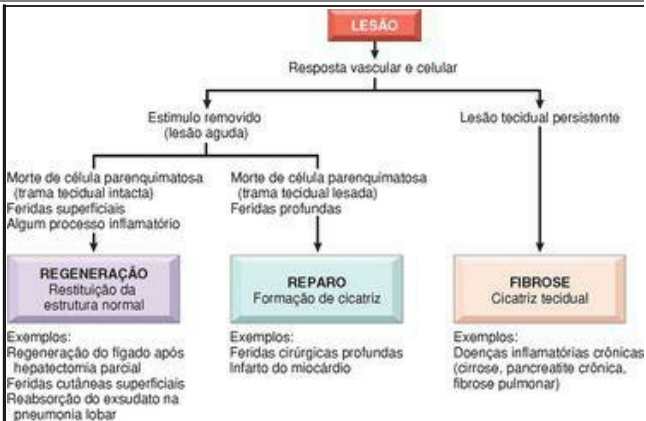 LESÃO
Resposta vascular e celular
Estimulo removido
(lesão aguda)
Lesão tecidual persistente
Morte de célula parenquimatosa
(trama tecidual intacta)
Feridas superficiais
Algum processo inflamatório
Morte de célula parenquimatosa
(trama tecidual lesada)
Feridas profundas
REGENERAÇÃO
Restituição da
estrutura normal
REPARO
Formação de cicatriz
FIBROSE
Cicatriz tecidual
Exemplos:
Regeneração do fígado após
hepatectomia parcial
Feridas cutâneas superficiais
Reabsorção do exsudato na
pneumonia lobar
Exemplos:
Feridas cirúrgicas profundas
Infarto do miocárdio
Exemplos:
Doenças inflamatórias crônicas
(cirrose, pancreatite crônica,
fibrose pulmonar)